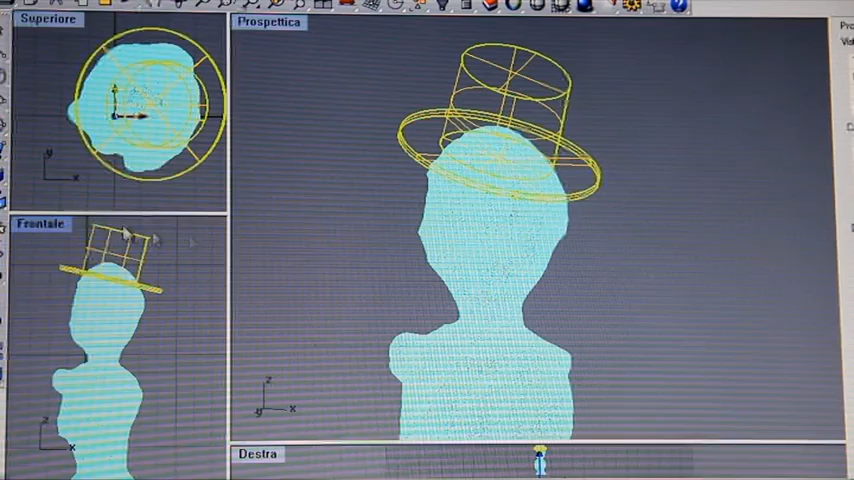 Superiore
Prospettica
y
x
Frontale
z
x
z
y
x
Destra